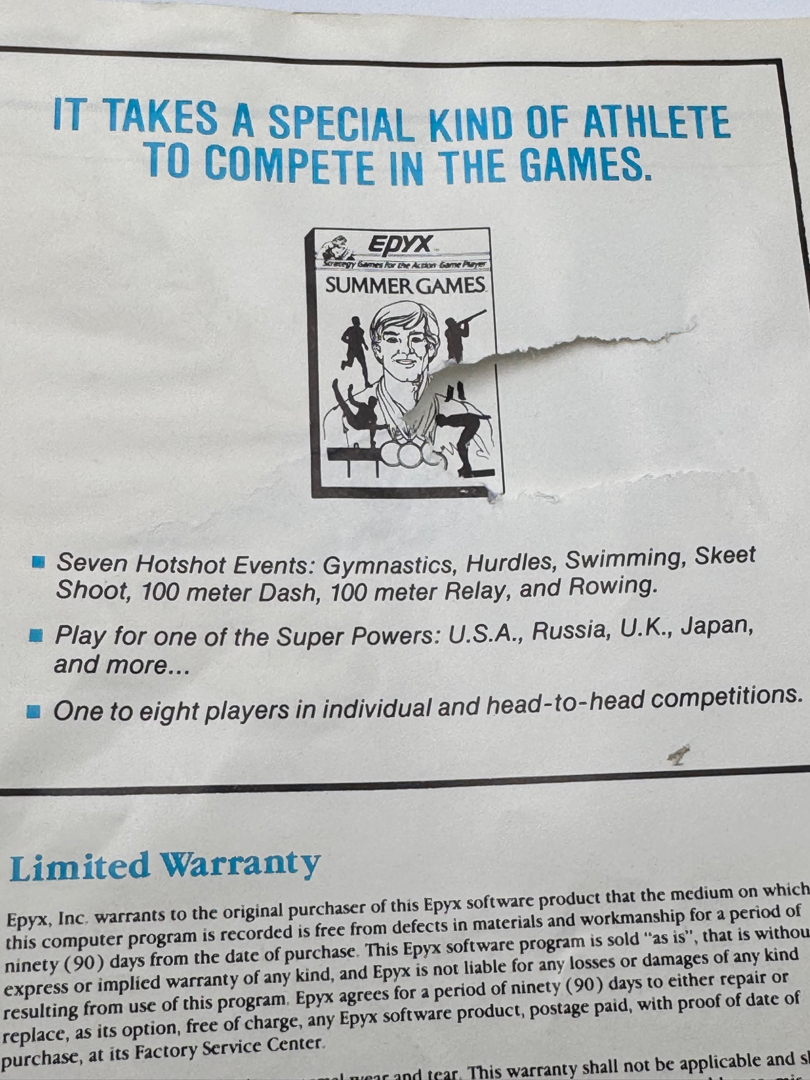 IT TAKES A SPECIAL KIND OF ATHLETE
TO COMPETE IN THE GAMES.
EPYX
Strategy Games for the Action-Game Player
SUMMER GAMES
■ Seven Hotshot Events: Gymnastics, Hurdles, Swimming, Skeet
Shoot, 100 meter Dash, 100 meter Relay, and Rowing.
■ Play for one of the Super Powers: U.S.A., Russia, U.K., Japan,
and more...
■ One to eight players in individual and head-to-head competitions.
Limited Warranty
Epyx, Inc. warrants to the original purchaser of this Epyx software product that the medium on which
this computer program is recorded is free from defects in materials and workmanship for a period of
ninety (90) days from the date of purchase. This Epyx software program is sold "as is", that is withou
express or implied warranty of any kind, and Epyx is not liable for any losses or damages of any kind
resulting from use of this program. Epyx agrees for a period of ninety (90) days to either repair or
replace, as its option, free of charge, any Epyx software product, postage paid, with proof of date of
purchase, at its Factory Service Center.
wear and tear. This warranty shall not be applicable and